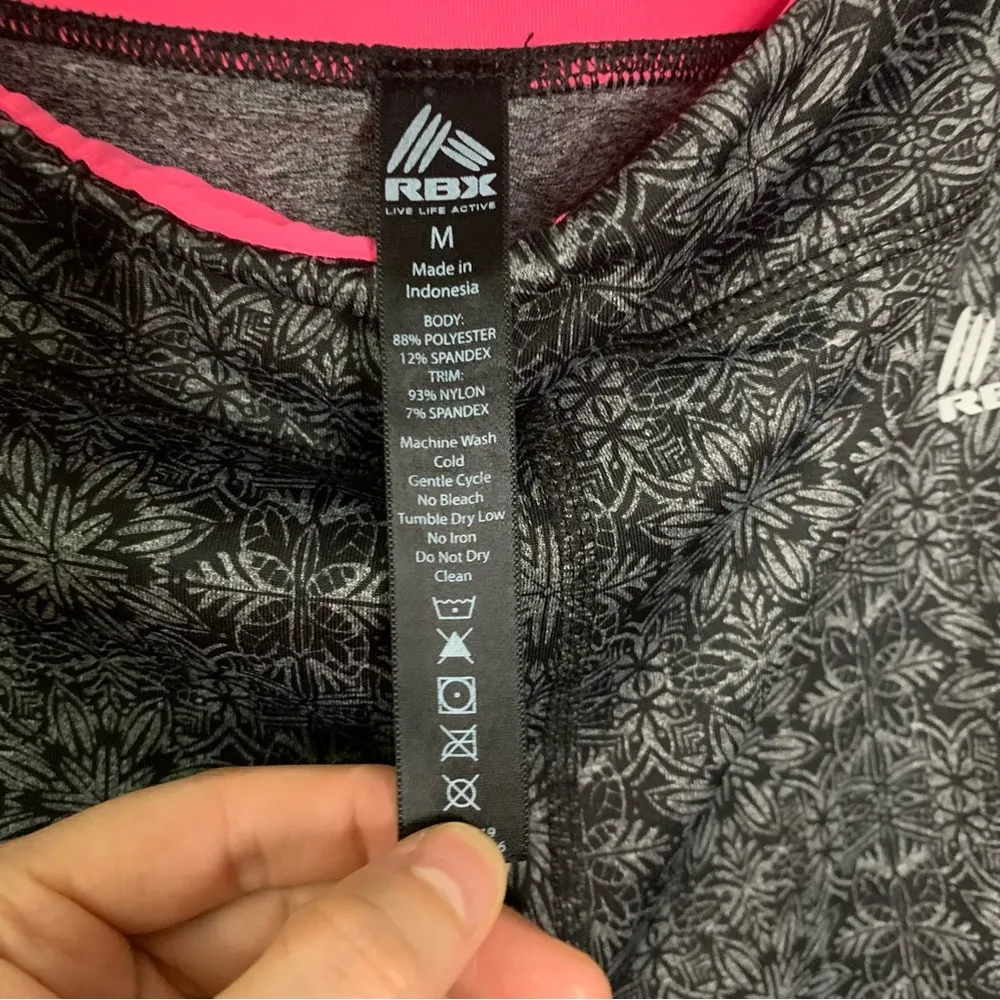 RBX
LIVE LIFE ACTIVE
M
Made in
Indonesia
BODY:
88% POLYESTER
12% SPANDEX
TRIM:
93% NYLON
7% SPANDEX
Machine Wash
Cold
Gentle Cycle
No Bleach
Tumble Dry Low
No Iron
Do Not Dry
Clean